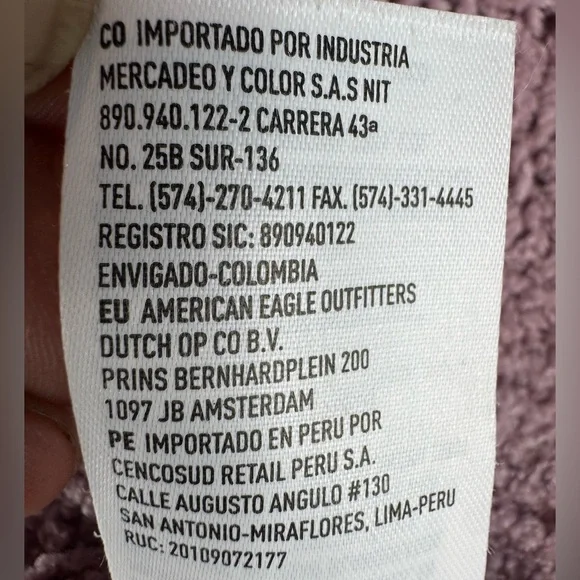 CO IMPORTADO POR INDUSTRIA
MERCADEO Y COLOR S.A.S NIT
890.940.122-2 CARRERA 43ª
NO. 25B SUR-136
TEL. (574)-270-4211 FAX. (574)-331-4445
REGISTRO SIC: 890940122
ENVIGADO-COLOMBIA
EU AMERICAN EAGLE OUTFITTERS
DUTCH OP CO B.V.
PRINS BERNHARDPLEIN 200
1097 JB AMSTERDAM
PE IMPORTADO EN PERU POR
CENCOSUD RETAIL PERU S.A.
CALLE AUGUSTO ANGULO #130
SAN ANTONIO-MIRAFLORES, LIMA-PERU
RUC: 20109072177